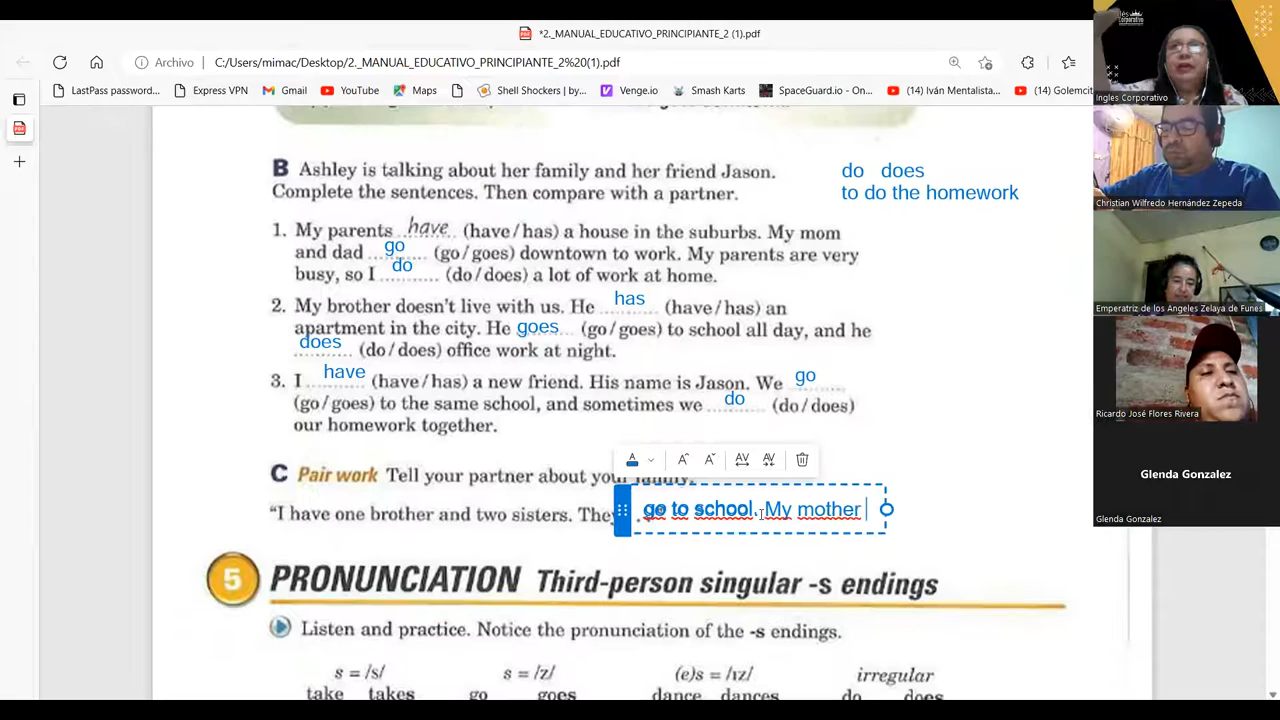 *2._MANUAL_EDUCATIVO_PRINCIPIANTE_2 (1).pdf
Archivo C:/Users/mimac/Desktop/2._MANUAL_EDUCATIVO_PRINCIPIANTE_2%20(1).pdf
LastPass password... Express VPN Gmail YouTube Maps Shell Shockers | by... Venge.io Smash Karts SpaceGuard.io - On... (14) Iván Mentalista... (14) Golemcit
B Ashley is talking about her family and her friend Jason.
Complete the sentences. Then compare with a partner.
do does
to do the homework
1. My parents have (have/has) a house in the suburbs. My mom
and dad go (go/goes) downtown to work. My parents are very
busy, so I do (do/does) a lot of work at home.
2. My brother doesn't live with us. He has (have/has) an
apartment in the city. He goes (go/goes) to school all day, and he
does (do/does) office work at night.
3. I have (have/has) a new friend. His name is Jason. We go
(go/goes) to the same school, and sometimes we do (do/does)
our homework together.
C Pair work Tell your partner about your family.
"I have one brother and two sisters. They go to school. My mother
5 PRONUNCIATION Third-person singular -s endings
Listen and practice. Notice the pronunciation of the -s endings.
s = /s/ s = /z/ (e)s = /ɪz/ irregular
take takes go goes dance dances do does
Ingles Corporativo
Christian Wilfredo Hernández Zepeda
Emperatriz de los Angeles Zelaya de Funes
Ricardo José Flores Rivera
Glenda Gonzalez
Glenda Gonzalez